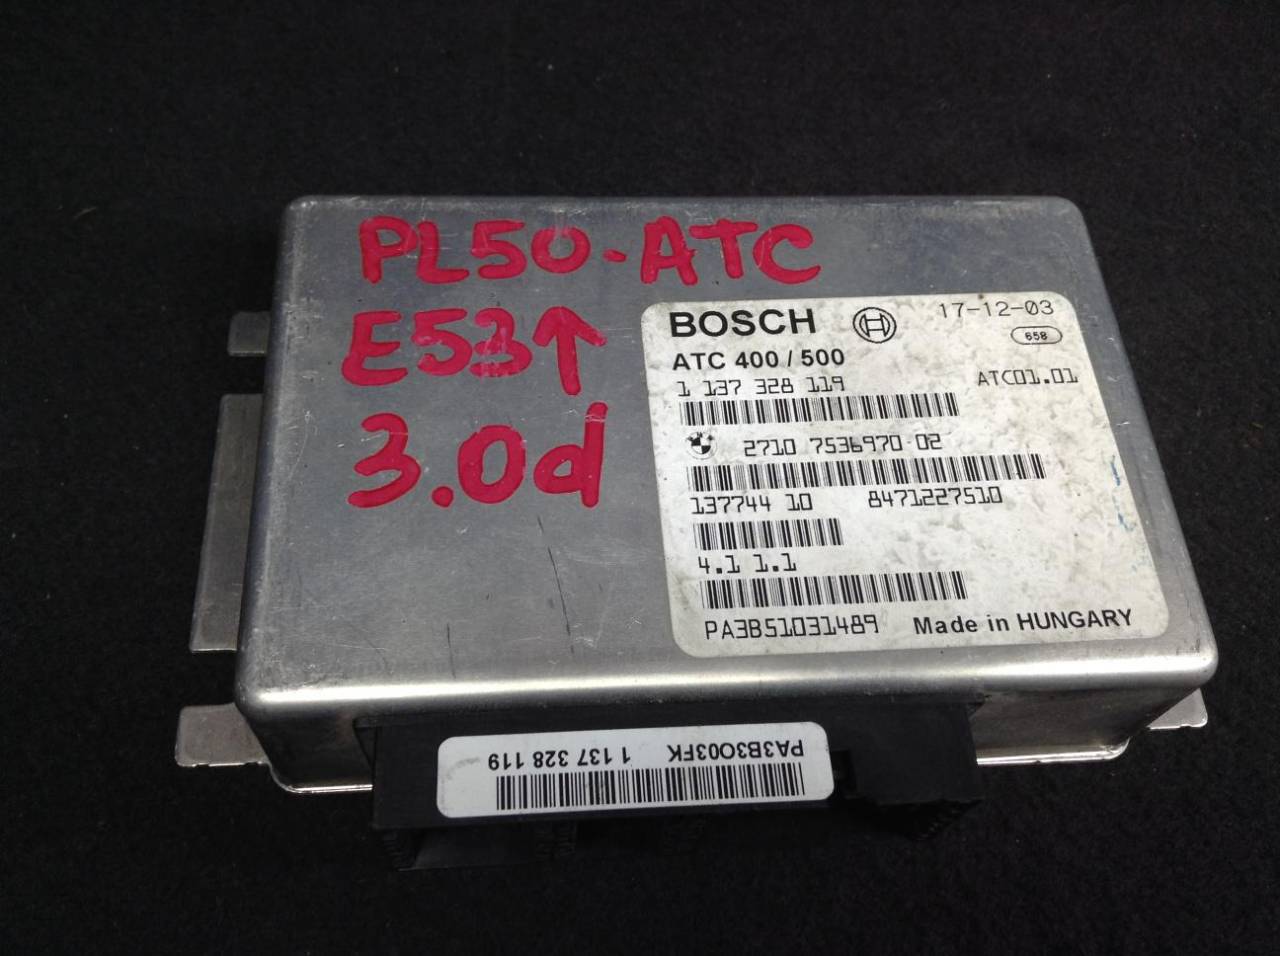 PL50-ATC
E53↑
3.0d
BOSCH 17-12-03
658
ATC 400 / 500
1 137 328 119 ATC01.01
2710 7536970 02
137744 10 8471227510
4.1 1.1
PA3B51031489 Made in HUNGARY
PA3B3O03FK 1 137 328 119